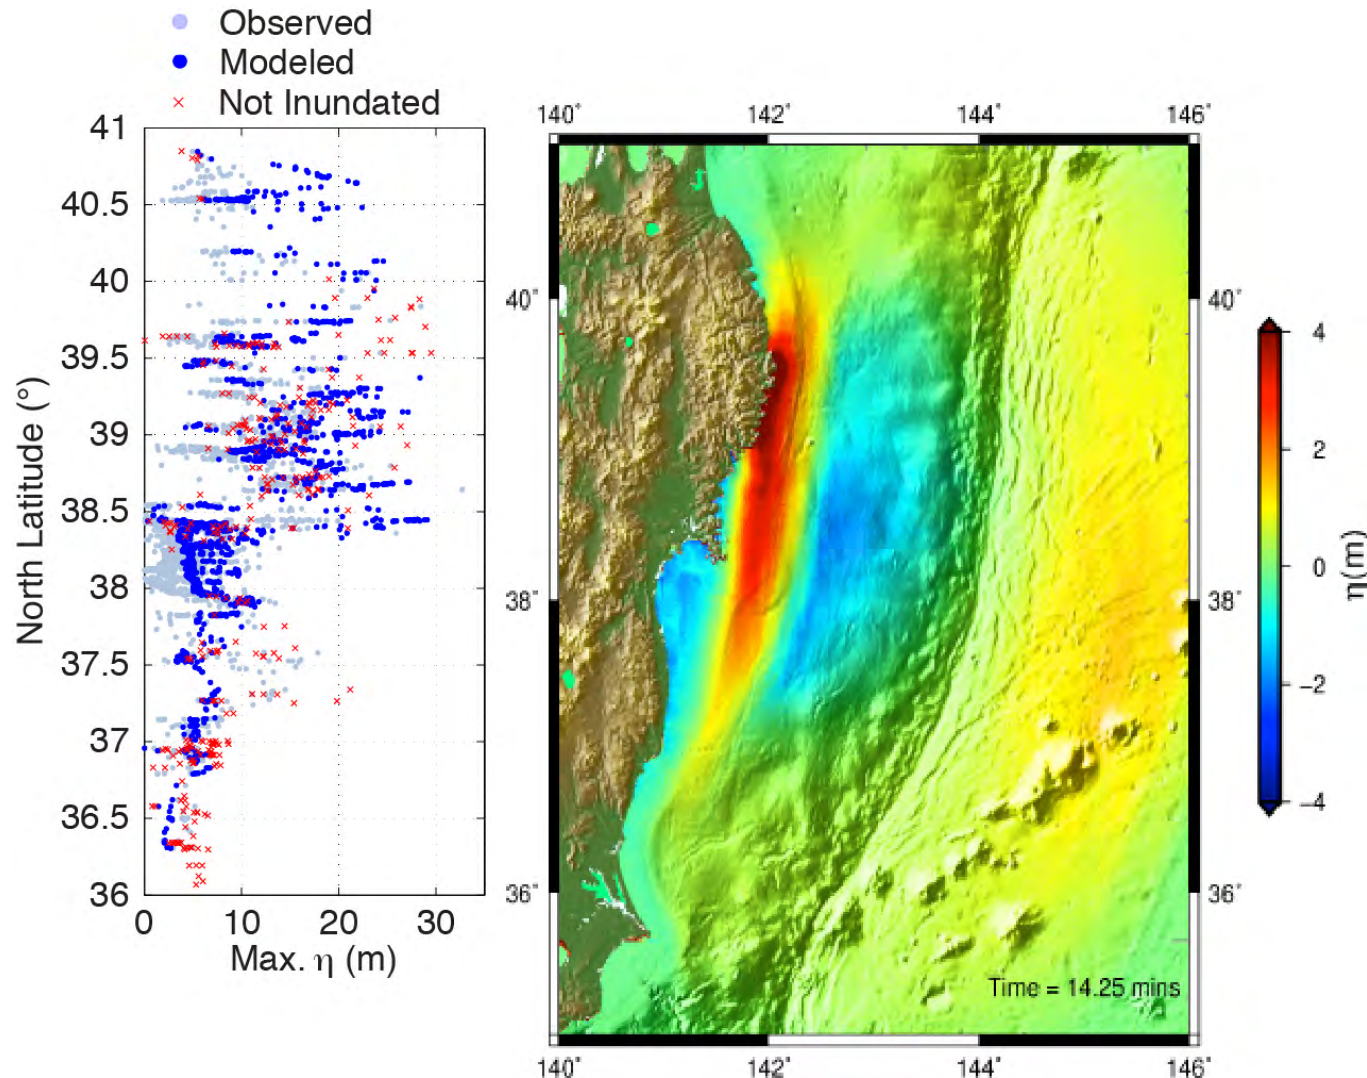 Observed
Modeled
Not Inundated
41
40.5
40
39.5
39
38.5
38
37.5
37
36.5
36
North Latitude (°)
0 10 20 30
Max. η (m)
140° 142° 144° 146°
40° 40°
38° 38°
36° 36°
Time = 14.25 mins
140° 142° 144° 146°
4
2
0
−2
−4
η(m)